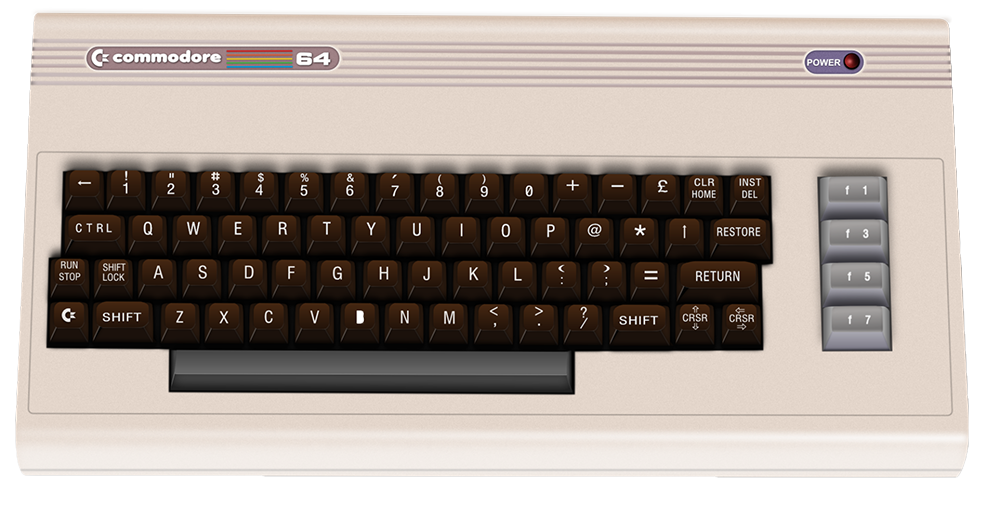 commodore 64
POWER
← ! 1 " 2 # 3 $ 4 % 5 & 6 ' 7 ( 8 ) 9 0 + − £ CLR HOME INST DEL f 1
CTRL Q W E R T Y U I O P @ * ↑ RESTORE f 3
RUN STOP SHIFT LOCK A S D F G H J K L < : > ; = RETURN f 5
SHIFT Z X C V B N M < , > . ? / SHIFT ⇧ CRSR ⇩ ⇦ CRSR ⇨ f 7